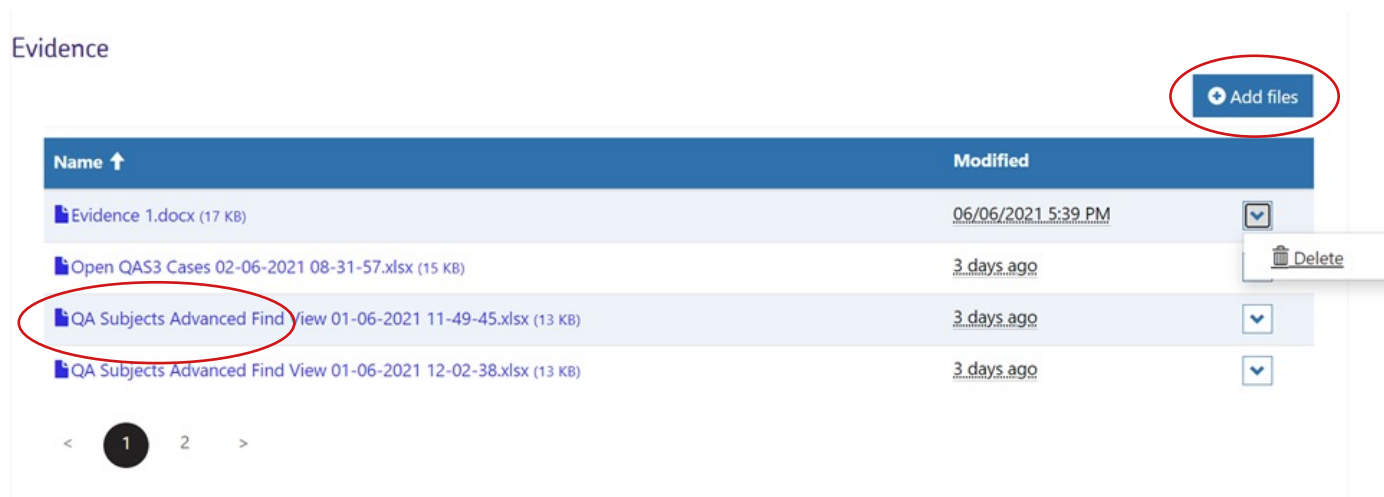 Evidence
Add files
Name Modified
Evidence 1.docx (17 KB) 06/06/2021 5:39 PM
Delete
Open QAS3 Cases 02-06-2021 08-31-57.xlsx (15 KB) 3 days ago
QA Subjects Advanced Find View 01-06-2021 11-49-45.xlsx (13 KB) 3 days ago
QA Subjects Advanced Find View 01-06-2021 12-02-38.xlsx (13 KB) 3 days ago
< 1 2 >